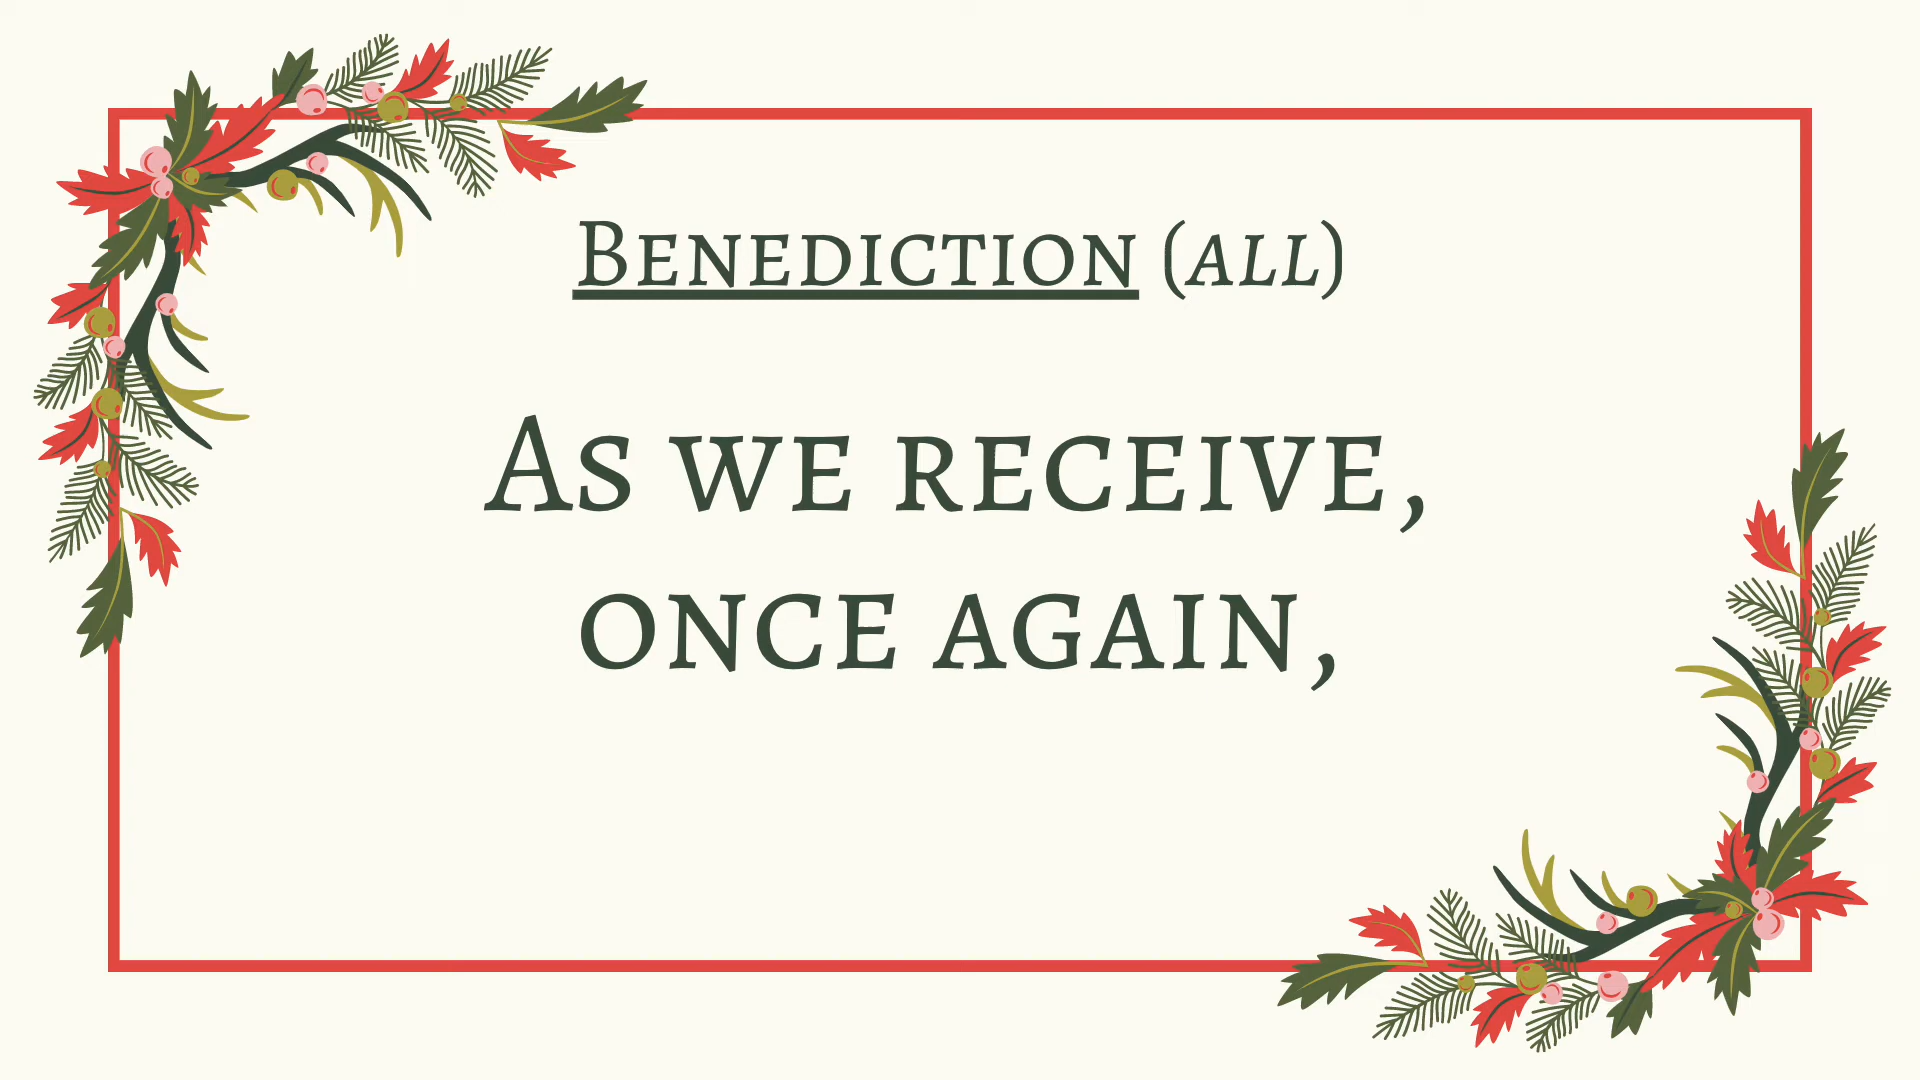 Benediction (all)
As we receive,
once again,